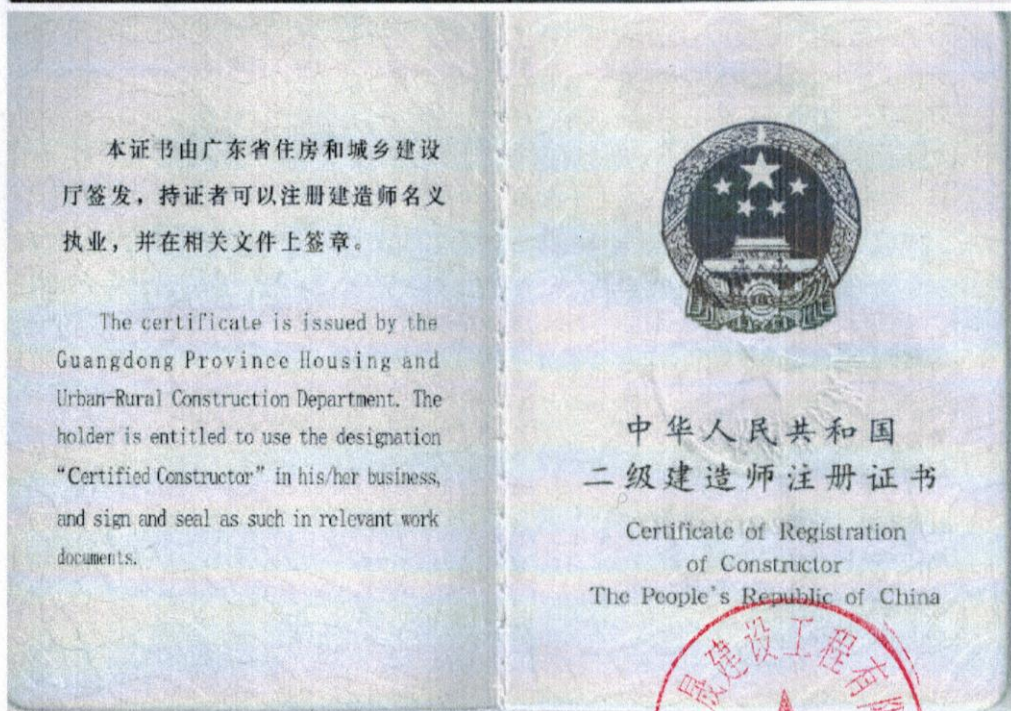 本证书由广东省住房和城乡建设
厅签发，持证者可以注册建造师名义
执业，并在相关文件上签章。
The certificate is issued by the
Guangdong Province Housing and
Urban-Rural Construction Department. The
holder is entitled to use the designation
“Certified Constructor” in his/her business,
and sign and seal as such in relevant work
documents.
中华人民共和国
二级建造师注册证书
Certificate of Registration
of Constructor
The People's Republic of China
晟建设工程有限